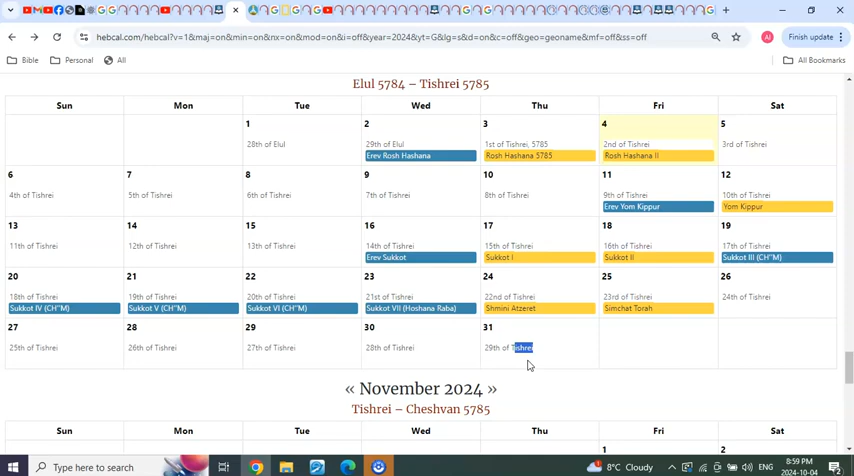 hebcal.com/hebcal?v=1&maj=on&min=on&nx=on&mod=on&i=off&year=2024&yt=G&lg=s&d=on&c=off&geo=geoname&mf=off&ss=off
AI
Finish update
Bible
Personal
All
All Bookmarks
Elul 5784 – Tishrei 5785
Sun Mon Tue Wed Thu Fri Sat
1 2 3 4 5
28th of Elul 29th of Elul 1st of Tishrei, 5785 2nd of Tishrei 3rd of Tishrei
Erev Rosh Hashana Rosh Hashana 5785 Rosh Hashana II
6 7 8 9 10 11 12
4th of Tishrei 5th of Tishrei 6th of Tishrei 7th of Tishrei 8th of Tishrei 9th of Tishrei 10th of Tishrei
Erev Yom Kippur Yom Kippur
13 14 15 16 17 18 19
11th of Tishrei 12th of Tishrei 13th of Tishrei 14th of Tishrei 15th of Tishrei 16th of Tishrei 17th of Tishrei
Erev Sukkot Sukkot I Sukkot II Sukkot III (CH''M)
20 21 22 23 24 25 26
18th of Tishrei 19th of Tishrei 20th of Tishrei 21st of Tishrei 22nd of Tishrei 23rd of Tishrei 24th of Tishrei
Sukkot IV (CH''M) Sukkot V (CH''M) Sukkot VI (CH''M) Sukkot VII (Hoshana Raba) Shmini Atzeret Simchat Torah
27 28 29 30 31
25th of Tishrei 26th of Tishrei 27th of Tishrei 28th of Tishrei 29th of Tishrei
« November 2024 »
Tishrei – Cheshvan 5785
Sun Mon Tue Wed Thu Fri Sat
1 2
Type here to search
8°C Cloudy
ENG
8:59 PM
2024-10-04